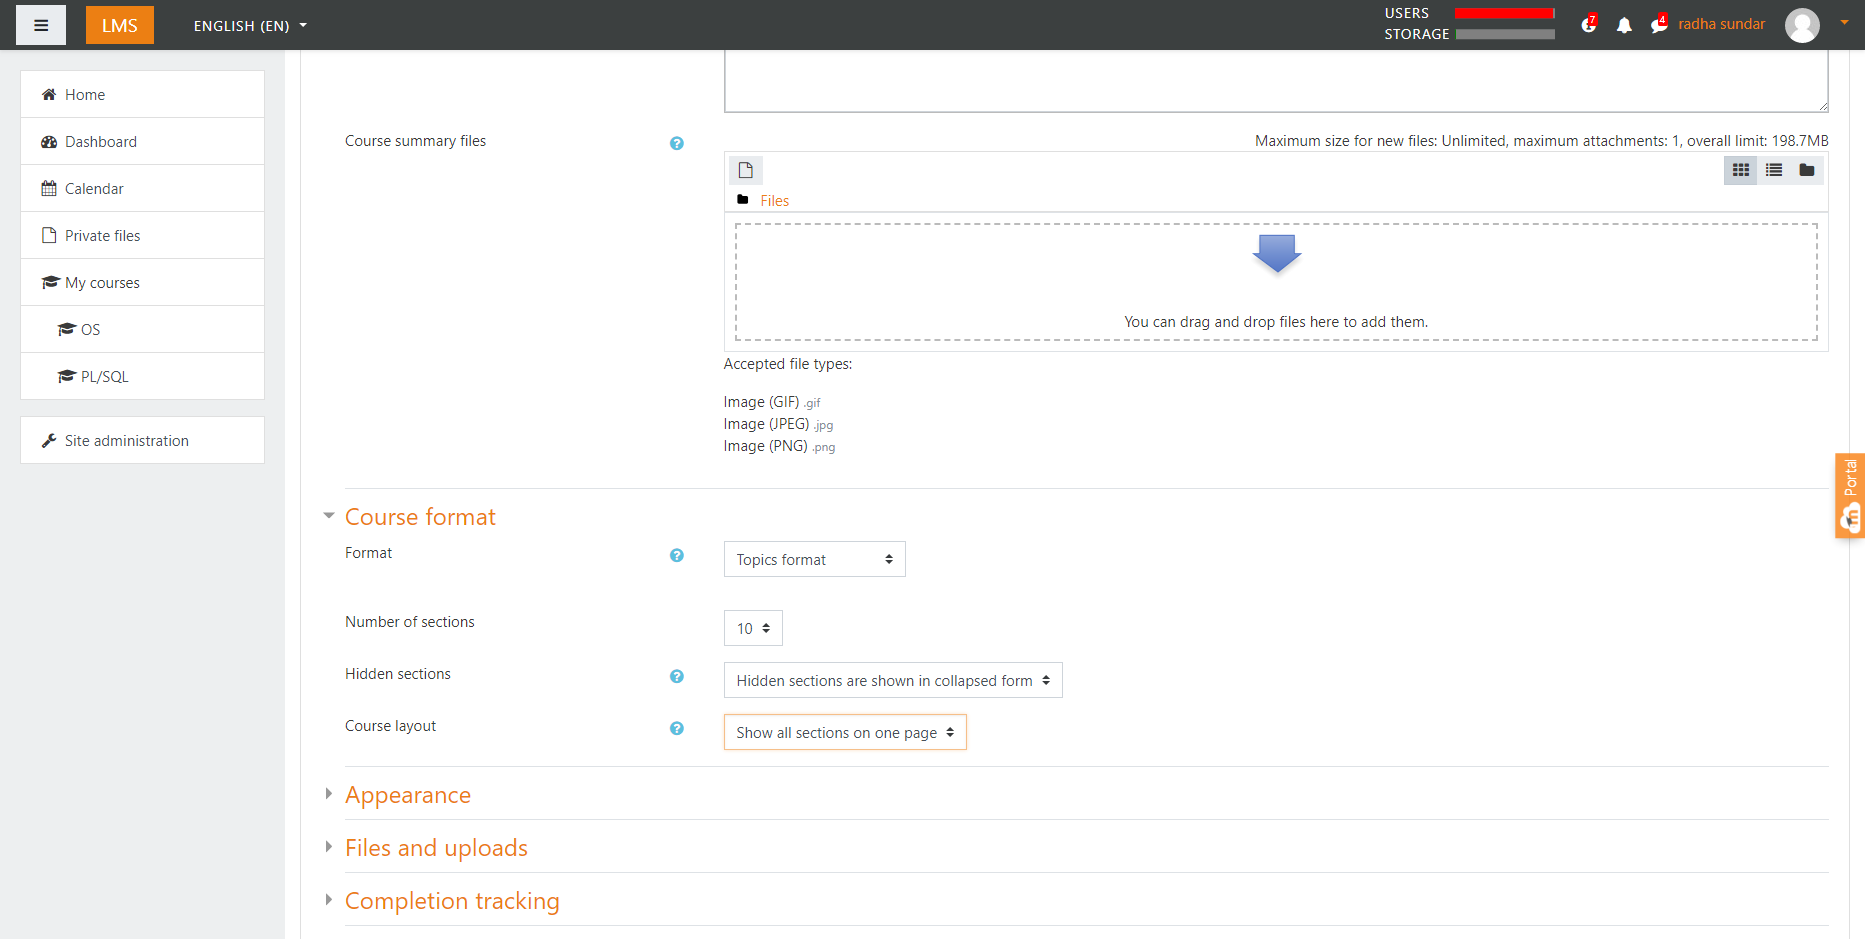 LMS
ENGLISH (EN)
USERS
STORAGE
7
4
radha sundar
Home
Dashboard
Calendar
Private files
My courses
OS
PL/SQL
Site administration
Course summary files
Maximum size for new files: Unlimited, maximum attachments: 1, overall limit: 198.7MB
Files
You can drag and drop files here to add them.
Accepted file types:
Image (GIF) .gif
Image (JPEG) .jpg
Image (PNG) .png
Portal
Course format
Format
Topics format
Number of sections
10
Hidden sections
Hidden sections are shown in collapsed form
Course layout
Show all sections on one page
Appearance
Files and uploads
Completion tracking